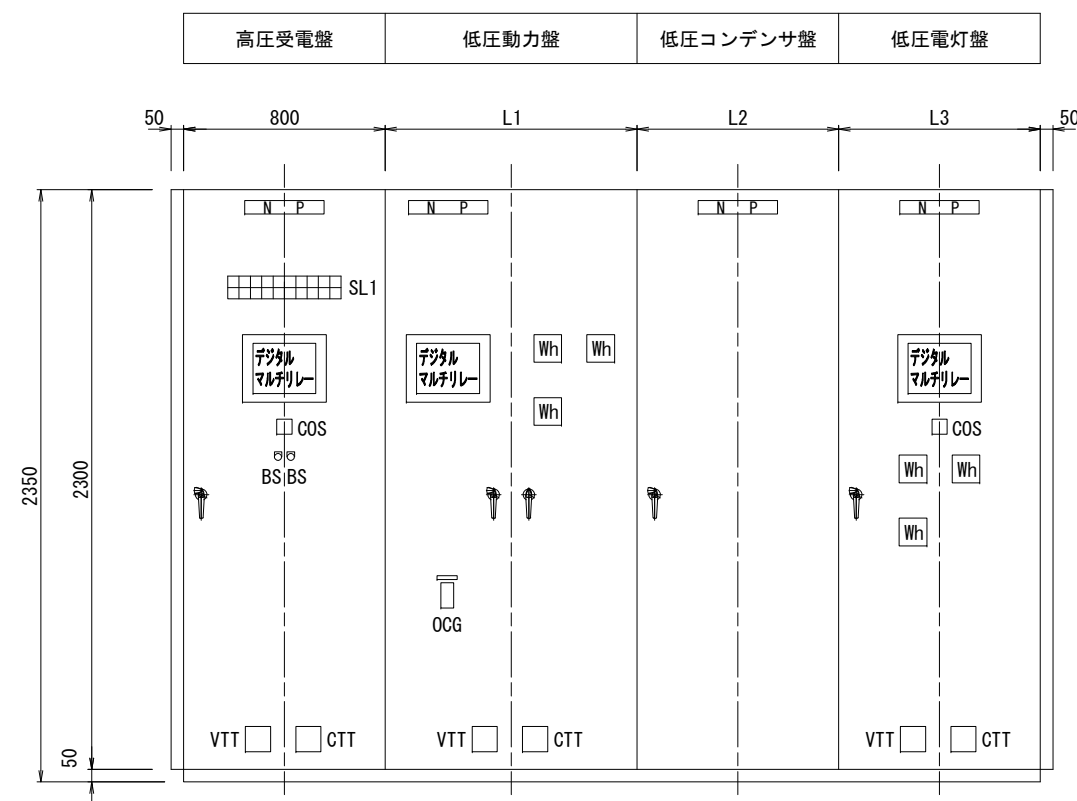 高圧受電盤 低圧動力盤 低圧コンデンサ盤 低圧電灯盤
50 800 L1 L2 L3 50
N P N P N P N P
SL1
デジタル
マルチリレー
デジタル
マルチリレー
Wh Wh
デジタル
マルチリレー
Wh
COS COS
BS BS
Wh Wh
2350 2300
Wh
OCG
VTT CTT VTT CTT VTT CTT
50